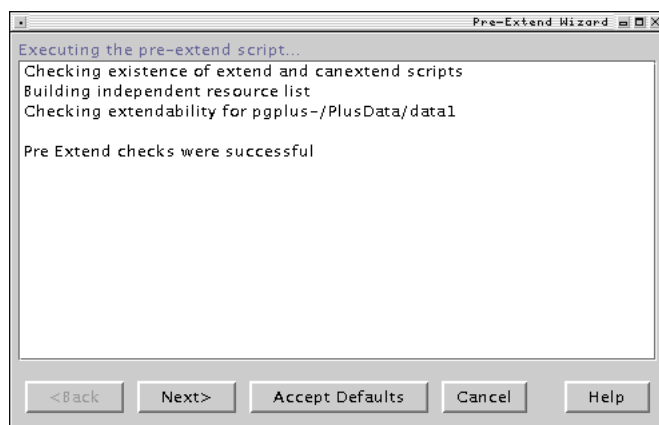 Pre-Extend Wizard
Executing the pre-extend script...
Checking existence of extend and canextend scripts
Building independent resource list
Checking extendability for pgplus-/PlusData/data1
Pre Extend checks were successful
<Back Next> Accept Defaults Cancel Help